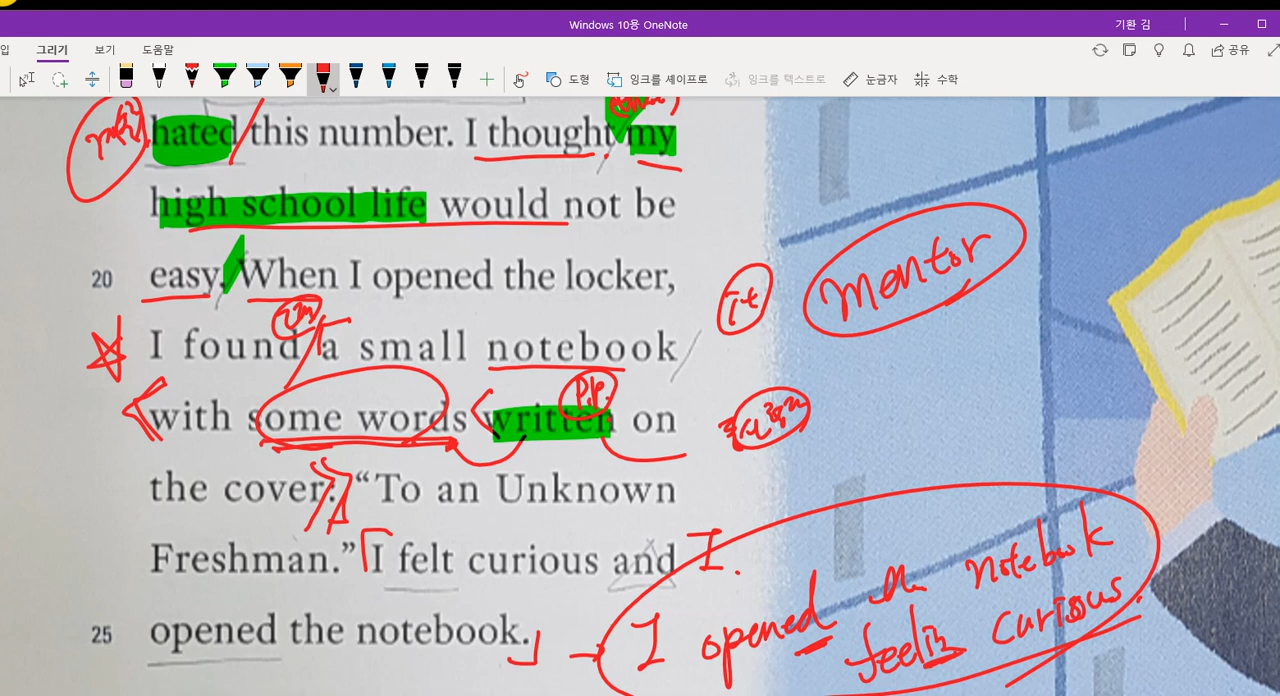 Windows 10용 OneNote
기환 김
입 그리기 보기 도움말
공유
도형 잉크를 셰이프로 잉크를 텍스트로 눈금자 수학
hated this number. I thought my
high school life would not be
20 easy. When I opened the locker,
I found a small notebook
with some words written on
the cover: “To an Unknown
Freshman.” I felt curious and
25 opened the notebook.
p.p.
it
mentor
I.
I opened the notebook
feeling curious.